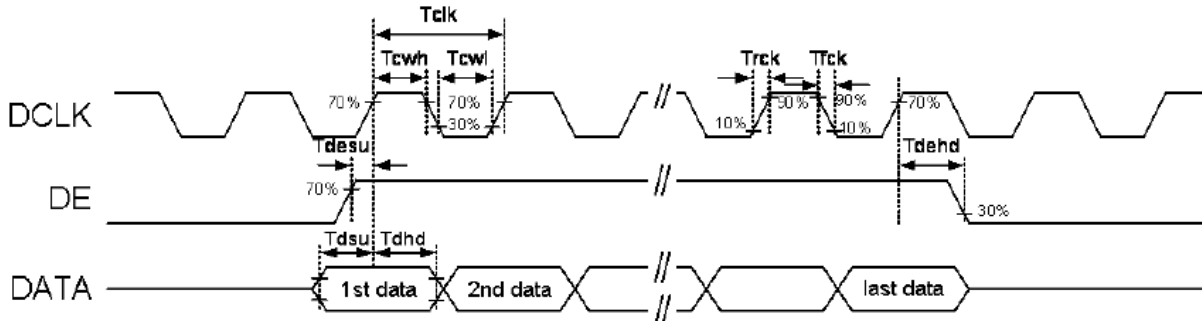 Tclk
Tcwh Tcwl Trck Tfck
DCLK 70% 70% 30% 10% 90% 90% 10% 70%
Tdesu Tdehd
DE 70% 30%
Tdsu Tdhd
DATA 1st data 2nd data last data